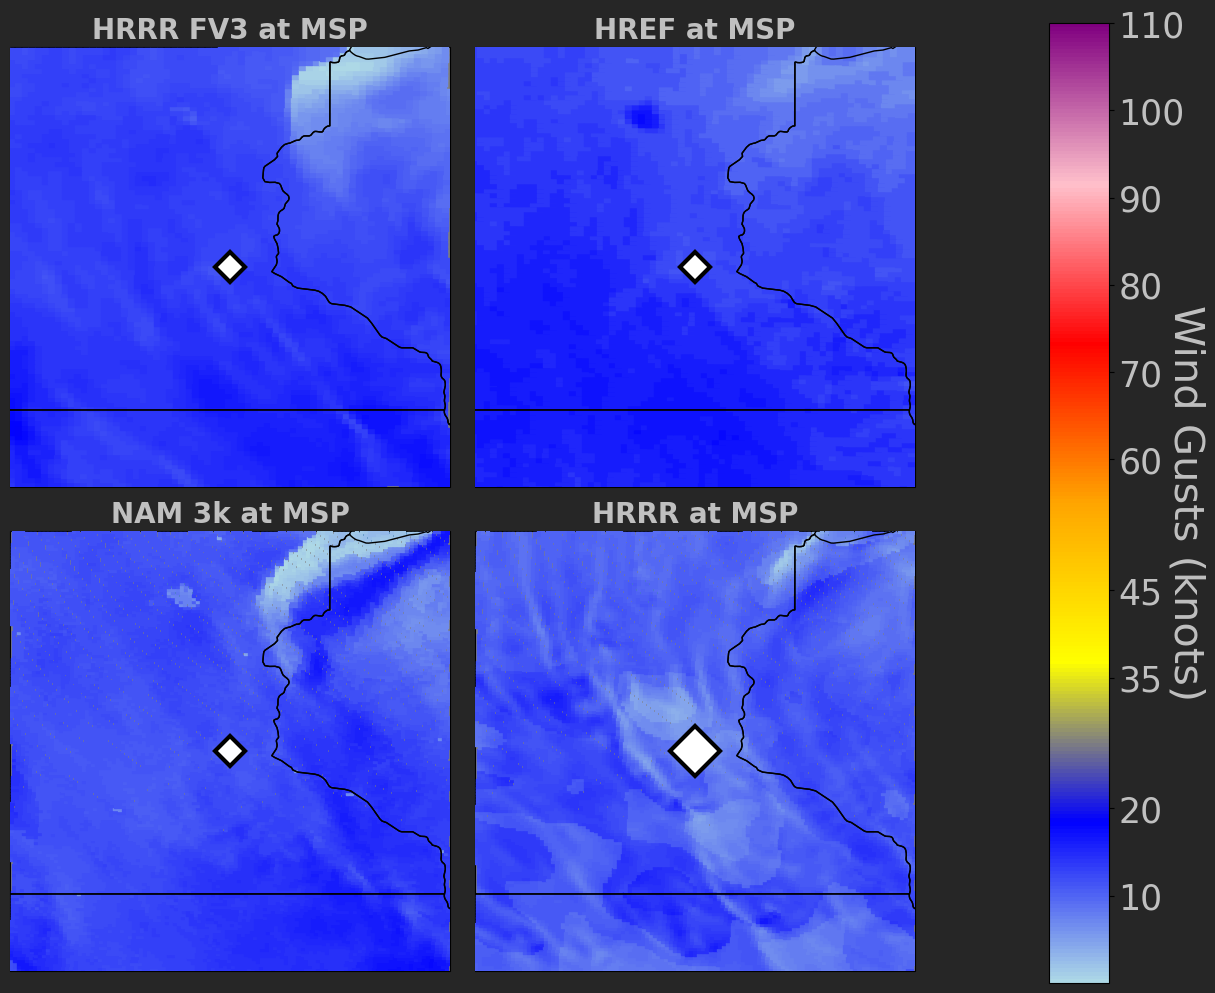 HRRR FV3 at MSP
HREF at MSP
NAM 3k at MSP
HRRR at MSP
110
100
90
80
70
60
45
35
20
10
Wind Gusts (knots)